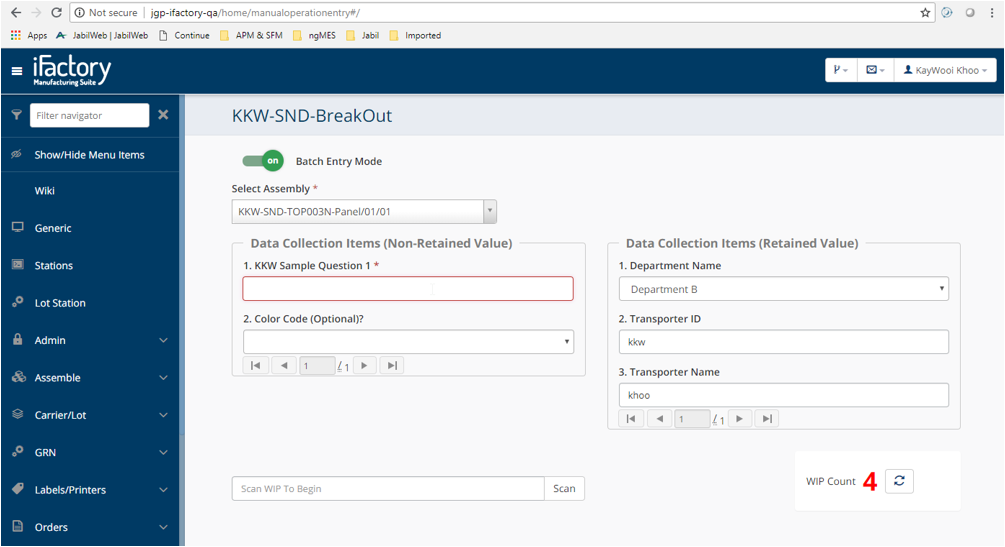 Not secure | jgp-ifactory-qa/home/manualoperationentry#/
Apps JabilWeb | JabilWeb Continue APM & SFM ngMES Jabil Imported
iFactory
Manufacturing Suite
KayWooi Khoo
Filter navigator
Show/Hide Menu Items
Wiki
Generic
Stations
Lot Station
Admin
Assemble
Carrier/Lot
GRN
Labels/Printers
Orders
KKW-SND-BreakOut
on Batch Entry Mode
Select Assembly *
KKW-SND-TOP003N-Panel/01/01
Data Collection Items (Non-Retained Value)
1. KKW Sample Question 1 *
2. Color Code (Optional)?
1 / 1
Data Collection Items (Retained Value)
1. Department Name
Department B
2. Transporter ID
kkw
3. Transporter Name
khoo
1 / 1
Scan WIP To Begin Scan
WIP Count 4